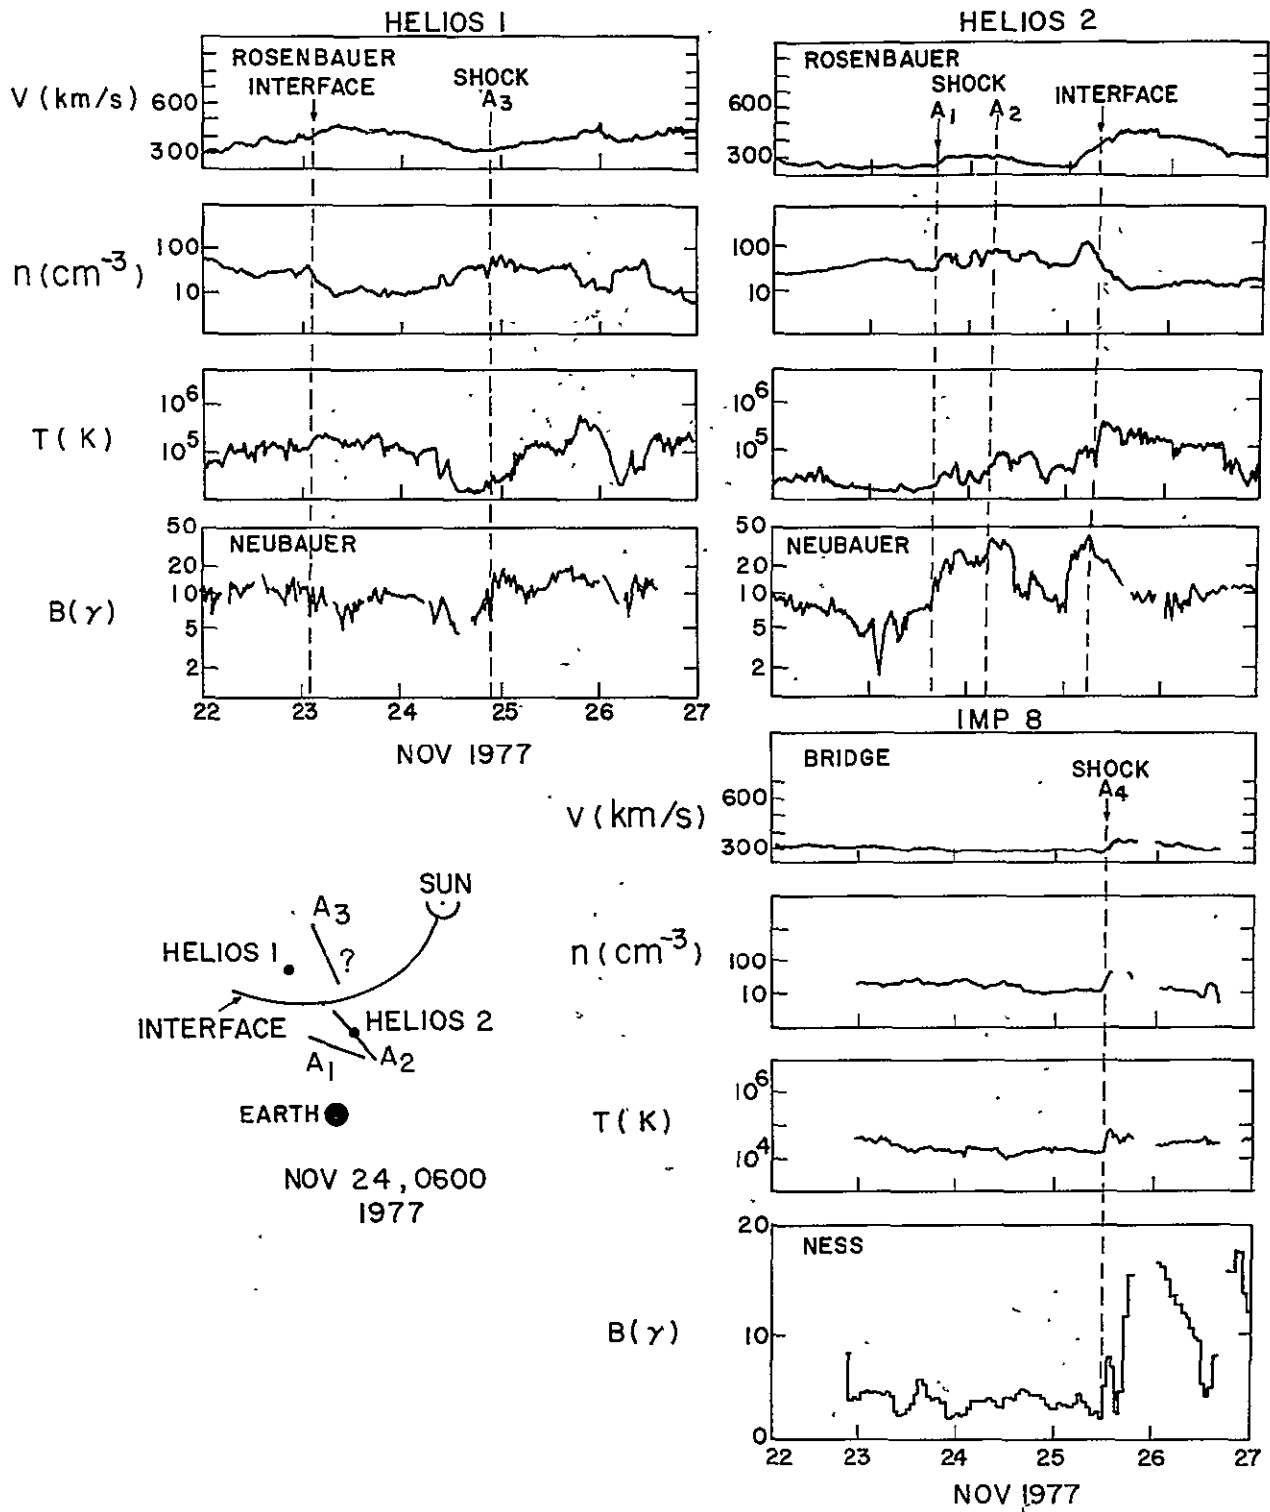 HELIOS 1
ROSENBAUER
INTERFACE
SHOCK
A3
V (km/s)
600
300
n (cm-3)
100
10
T ( K )
10^6
10^5
NEUBAUER
B(γ)
50
20
10
5
2
22 23 24 25 26 27
NOV 1977
HELIOS 2
ROSENBAUER
SHOCK
A1 A2
INTERFACE
600
300
100
10
10^6
10^5
NEUBAUER
50
20
10
5
2
IMP 8
BRIDGE
SHOCK
A4
V (km/s)
600
300
n (cm-3)
100
10
T ( K )
10^6
10^4
NESS
B(γ)
20
10
0
22 23 24 25 26 27
NOV 1977
SUN
A3
HELIOS 1
?
INTERFACE
HELIOS 2
A1
A2
EARTH
NOV 24, 0600
1977